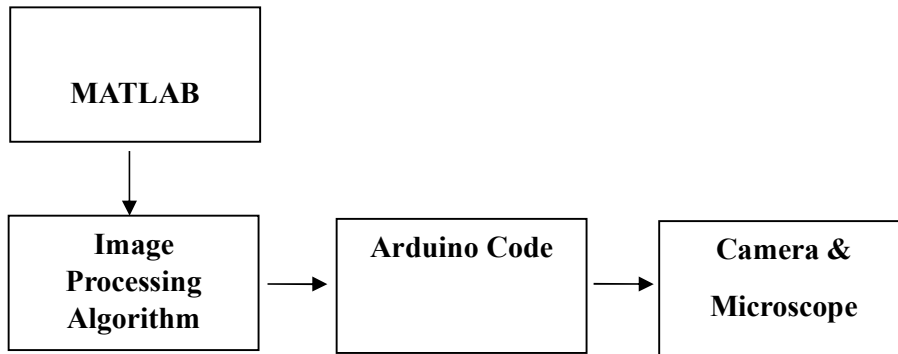 MATLAB
Image
Processing
Algorithm
Arduino Code
Camera &
Microscope